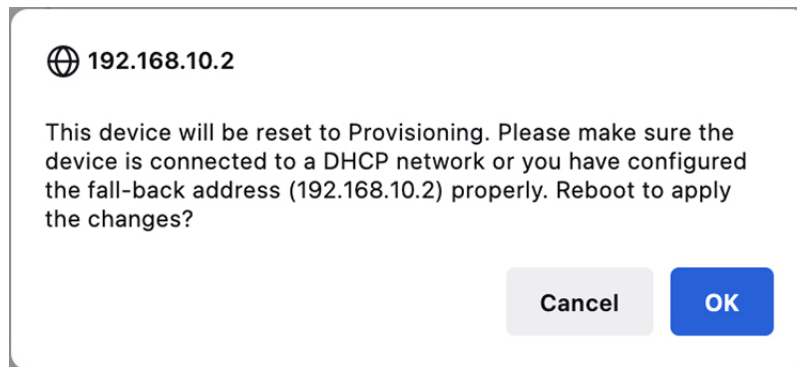 192.168.10.2
This device will be reset to Provisioning. Please make sure the
device is connected to a DHCP network or you have configured
the fall-back address (192.168.10.2) properly. Reboot to apply
the changes?
Cancel
OK